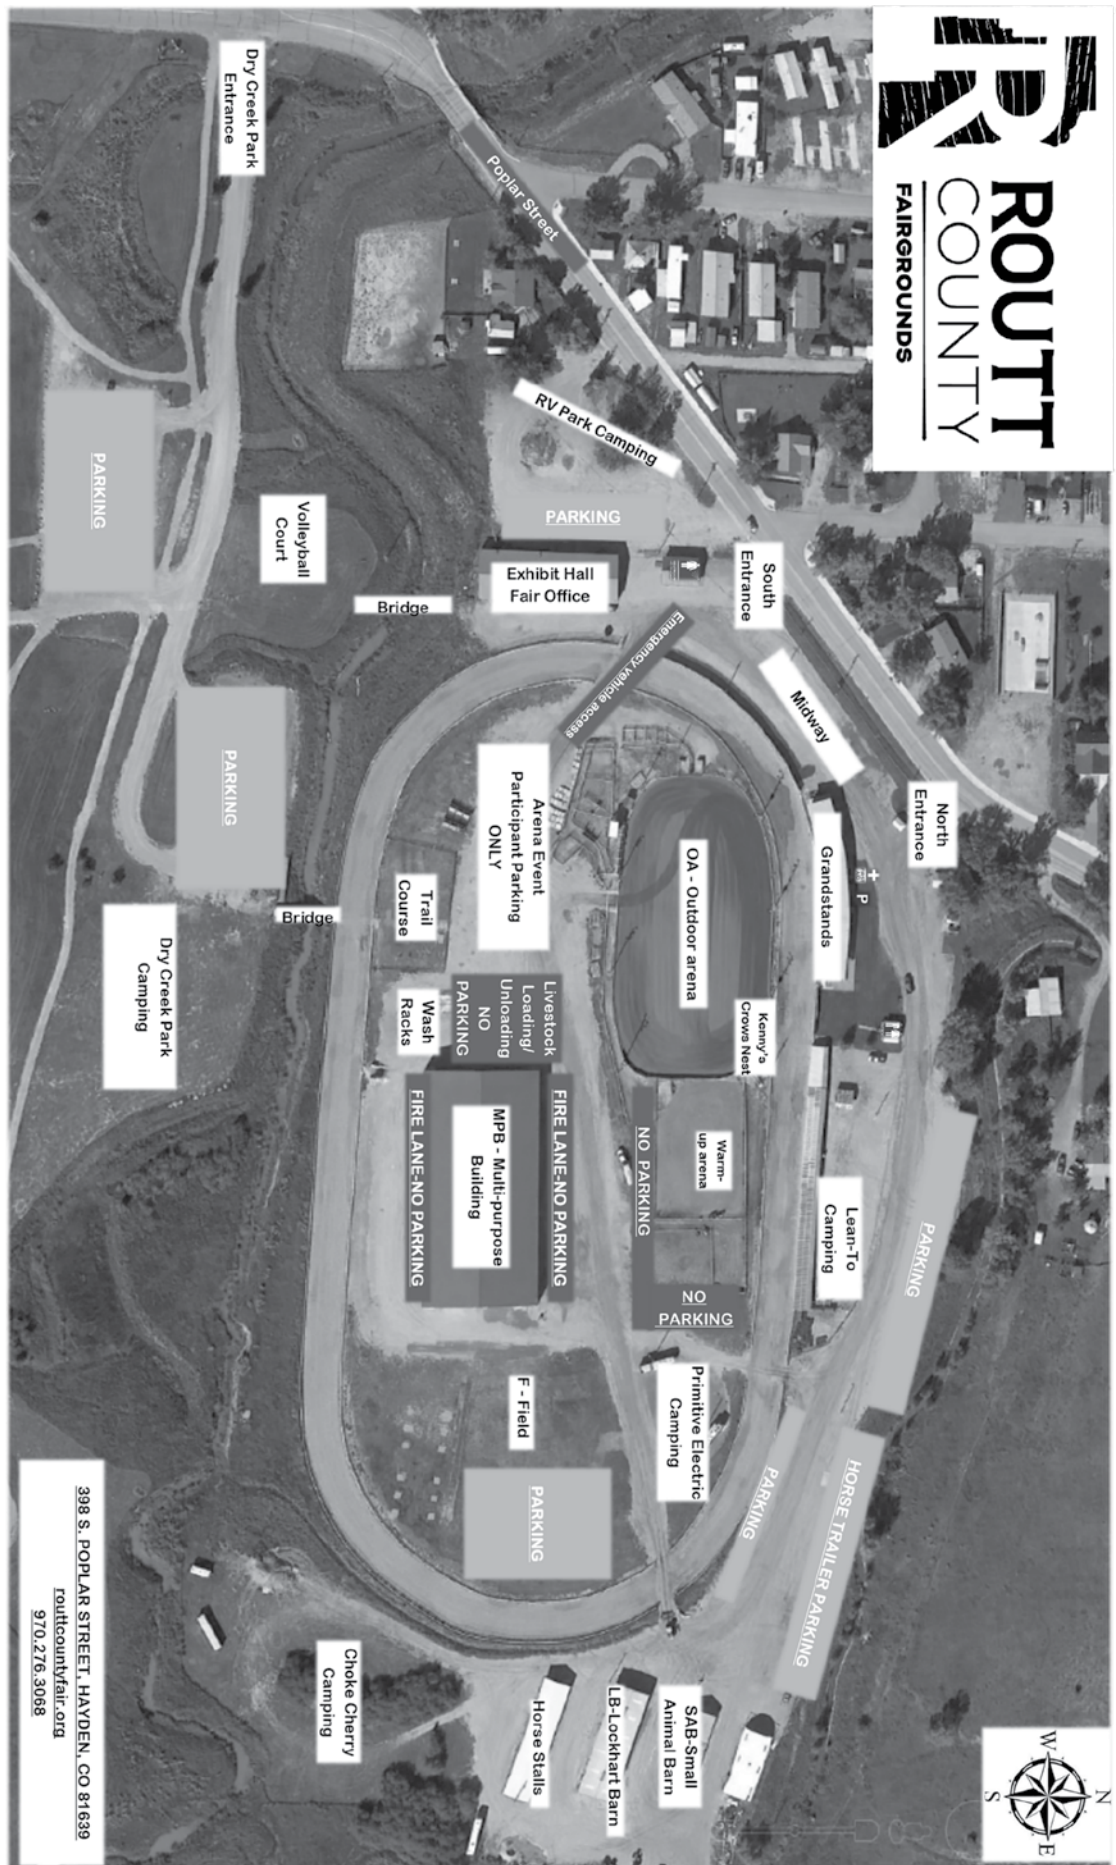 ROUTT
COUNTY
FAIRGROUNDS
Dry Creek Park
Entrance
Poplar Street
RV Park Camping
PARKING
PARKING
Volleyball
Court
Bridge
Exhibit Hall
Fair Office
South
Entrance
Emergency vehicle access
Midway
North
Entrance
PARKING
Arena Event
Participant Parking
ONLY
OA - Outdoor arena
Grandstands
P
Trail
Course
Bridge
Dry Creek Park
Camping
Wash
Racks
Livestock
Loading/
Unloading
NO
PARKING
Kenny's
Crows Nest
FIRE LANE-NO PARKING
MPB - Multi-purpose
Building
FIRE LANE-NO PARKING
NO PARKING
Warm-
up arena
Lean-To
Camping
PARKING
NO
PARKING
F - Field
Primitive Electric
Camping
PARKING
PARKING
HORSE TRAILER PARKING
Choke Cherry
Camping
Horse Stalls
LB-Lockhart Barn
SAB-Small
Animal Barn
N
W
E
S
398 S. POPLAR STREET, HAYDEN, CO 81639
routtcountyfair.org
970.276.3068